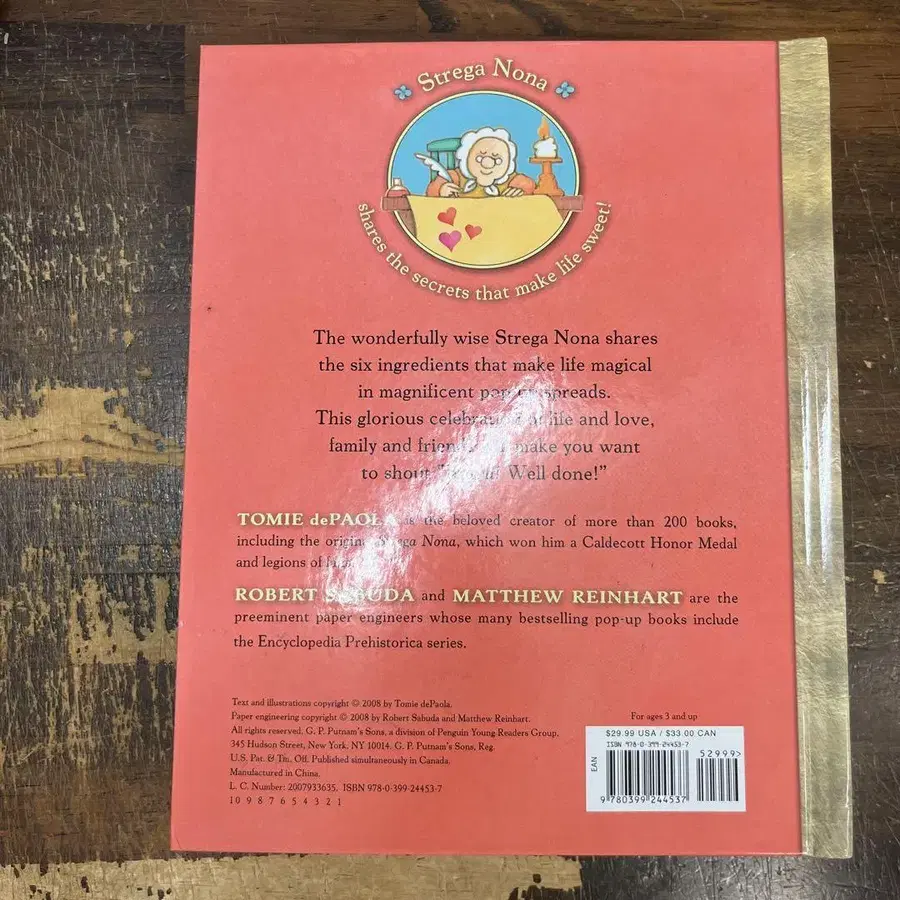 Strega Nona
shares the secrets that make life sweet!
The wonderfully wise Strega Nona shares
the six ingredients that make life magical
in magnificent pop-up spreads.
This glorious celebration of life and love,
family and friends make you want
to shout Well done!"
TOMIE dePAOLA is the beloved creator of more than 200 books,
including the original Strega Nona, which won him a Caldecott Honor Medal
and legions of fans.
ROBERT SABUDA and MATTHEW REINHART are the
preeminent paper engineers whose many bestselling pop-up books include
the Encyclopedia Prehistorica series.
Text and illustrations copyright © 2008 by Tomie dePaola.
Paper engineering copyright © 2008 by Robert Sabuda and Matthew Reinhart.
All rights reserved. G. P. Putnam's Sons, a division of Penguin Young Readers Group,
345 Hudson Street, New York, NY 10014. G. P. Putnam's Sons, Reg.
U.S. Pat. & Tm. Off. Published simultaneously in Canada.
Manufactured in China.
L. C. Number: 2007933635. ISBN 978-0-399-24453-7
10 9 8 7 6 5 4 3 2 1
For ages 3 and up
$29.99 USA / $33.00 CAN
ISBN 978-0-399-24453-7
52999>
EAN
9 780399 244537